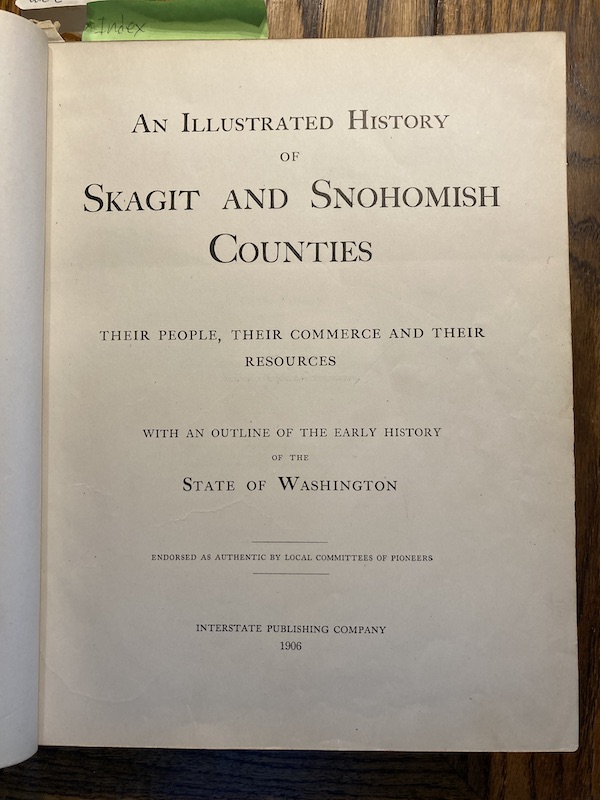 Index
AN ILLUSTRATED HISTORY
OF
SKAGIT AND SNOHOMISH
COUNTIES
THEIR PEOPLE, THEIR COMMERCE AND THEIR
RESOURCES
WITH AN OUTLINE OF THE EARLY HISTORY
OF THE
STATE OF WASHINGTON
ENDORSED AS AUTHENTIC BY LOCAL COMMITTEES OF PIONEERS
INTERSTATE PUBLISHING COMPANY
1906